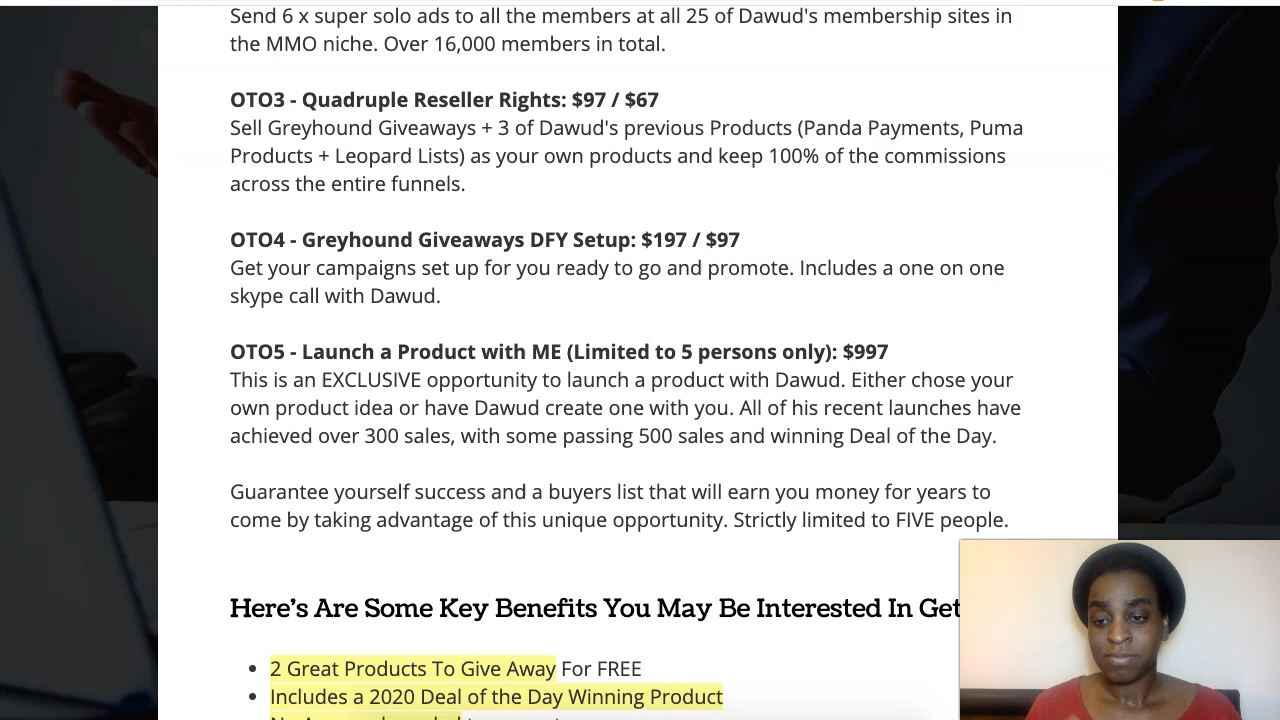 Send 6 x super solo ads to all the members at all 25 of Dawud's membership sites in
the MMO niche. Over 16,000 members in total.
OTO3 - Quadruple Reseller Rights: $97 / $67
Sell Greyhound Giveaways + 3 of Dawud's previous Products (Panda Payments, Puma
Products + Leopard Lists) as your own products and keep 100% of the commissions
across the entire funnels.
OTO4 - Greyhound Giveaways DFY Setup: $197 / $97
Get your campaigns set up for you ready to go and promote. Includes a one on one
skype call with Dawud.
OTO5 - Launch a Product with ME (Limited to 5 persons only): $997
This is an EXCLUSIVE opportunity to launch a product with Dawud. Either chose your
own product idea or have Dawud create one with you. All of his recent launches have
achieved over 300 sales, with some passing 500 sales and winning Deal of the Day.
Guarantee yourself success and a buyers list that will earn you money for years to
come by taking advantage of this unique opportunity. Strictly limited to FIVE people.
Here's Are Some Key Benefits You May Be Interested In Get
• 2 Great Products To Give Away For FREE
• Includes a 2020 Deal of the Day Winning Product